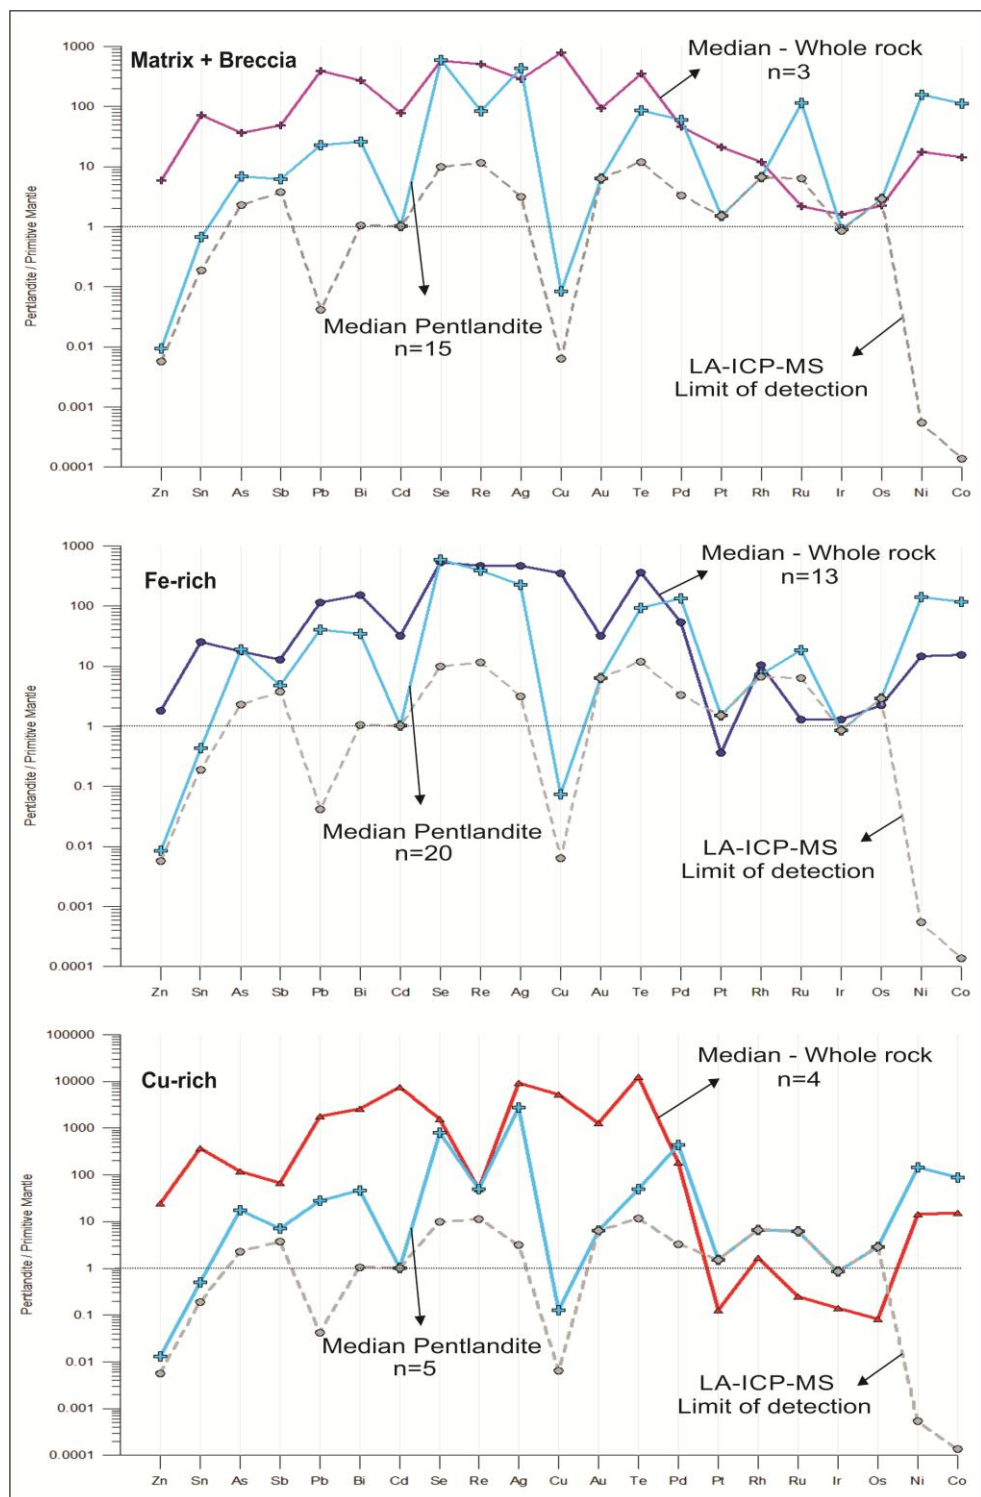 Matrix + Breccia
Median - Whole rock
n=3
Pentlandite / Primitive Mantle
1000
100
10
1
0.1
0.01
0.001
0.0001
Median Pentlandite
n=15
LA-ICP-MS
Limit of detection
Zn Sn As Sb Pb Bi Cd Se Re Ag Cu Au Te Pd Pt Rh Ru Ir Os Ni Co
Fe-rich
Median - Whole rock
n=13
Pentlandite / Primitive Mantle
1000
100
10
1
0.1
0.01
0.001
0.0001
Median Pentlandite
n=20
LA-ICP-MS
Limit of detection
Zn Sn As Sb Pb Bi Cd Se Re Ag Cu Au Te Pd Pt Rh Ru Ir Os Ni Co
Cu-rich
Median - Whole rock
n=4
Pentlandite / Primitive Mantle
100000
10000
1000
100
10
1
0.1
0.01
0.001
0.0001
Median Pentlandite
n=5
LA-ICP-MS
Limit of detection
Zn Sn As Sb Pb Bi Cd Se Re Ag Cu Au Te Pd Pt Rh Ru Ir Os Ni Co